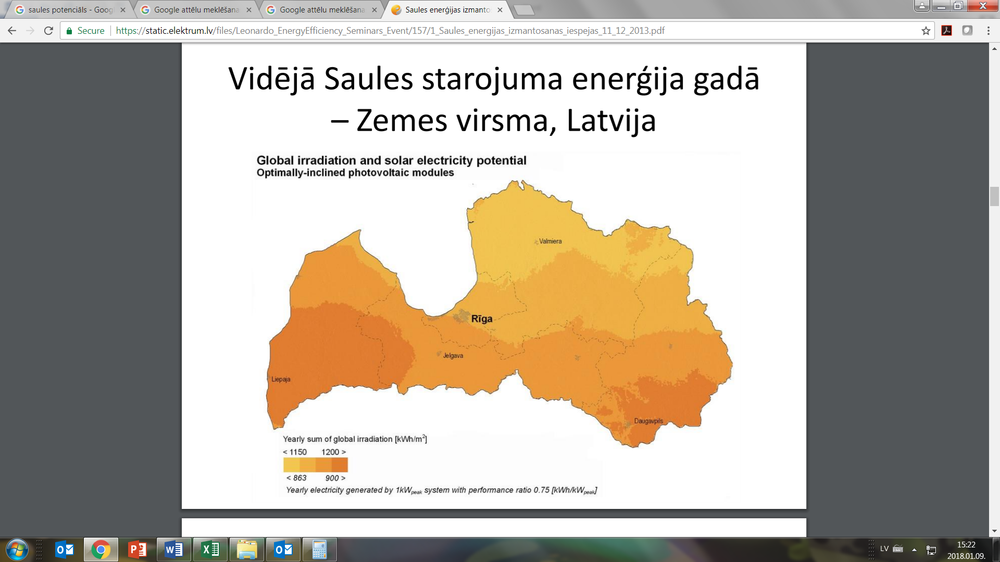 saules potenciāls - Goog
Google attēlu meklēšana
Google attēlu meklēšana
Saules enerģijas izmanto
Secure
https://static.elektrum.lv/files/Leonardo_EnergyEfficiency_Seminars_Event/157/1_Saules_energijas_izmantosanas_iespejas_11_12_2013.pdf
Vidējā Saules starojuma enerģija gadā
– Zemes virsma, Latvija
Global irradiation and solar electricity potential
Optimally-inclined photovoltaic modules
Valmiera
Rīga
Jelgava
Liepaja
Daugavpils
Yearly sum of global irradiation [kWh/m²]
< 1150 1200 >
< 863 900 >
Yearly electricity generated by 1kWpeak system with performance ratio 0.75 [kWh/kWpeak]
LV
15:22
2018.01.09.